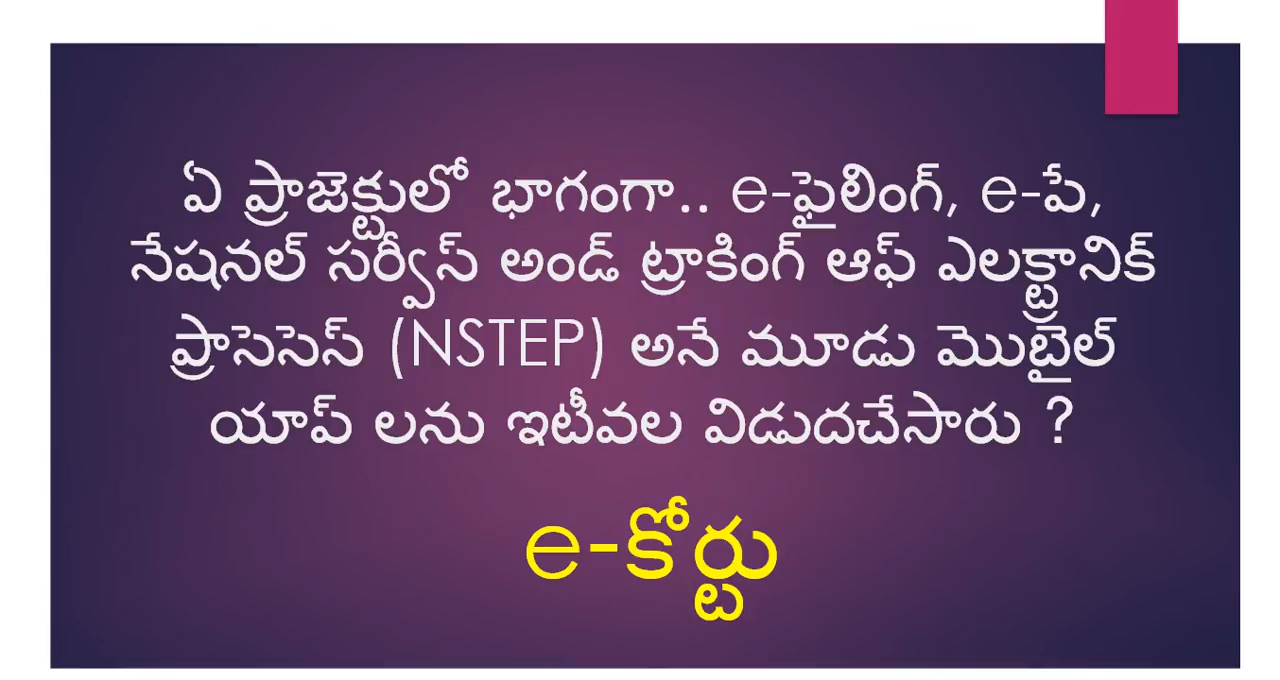 ఏ ప్రాజెక్టులో భాగంగా.. e-ఫైలింగ్, e-పే,
నేషనల్ సర్వీస్ అండ్ ట్రాకింగ్ ఆఫ్ ఎలక్ట్రానిక్
ప్రాసెసెస్ (NSTEP) అనే మూడు మొబైల్
యాప్ లను ఇటీవల విడుదచేసారు ?
e-కోర్టు